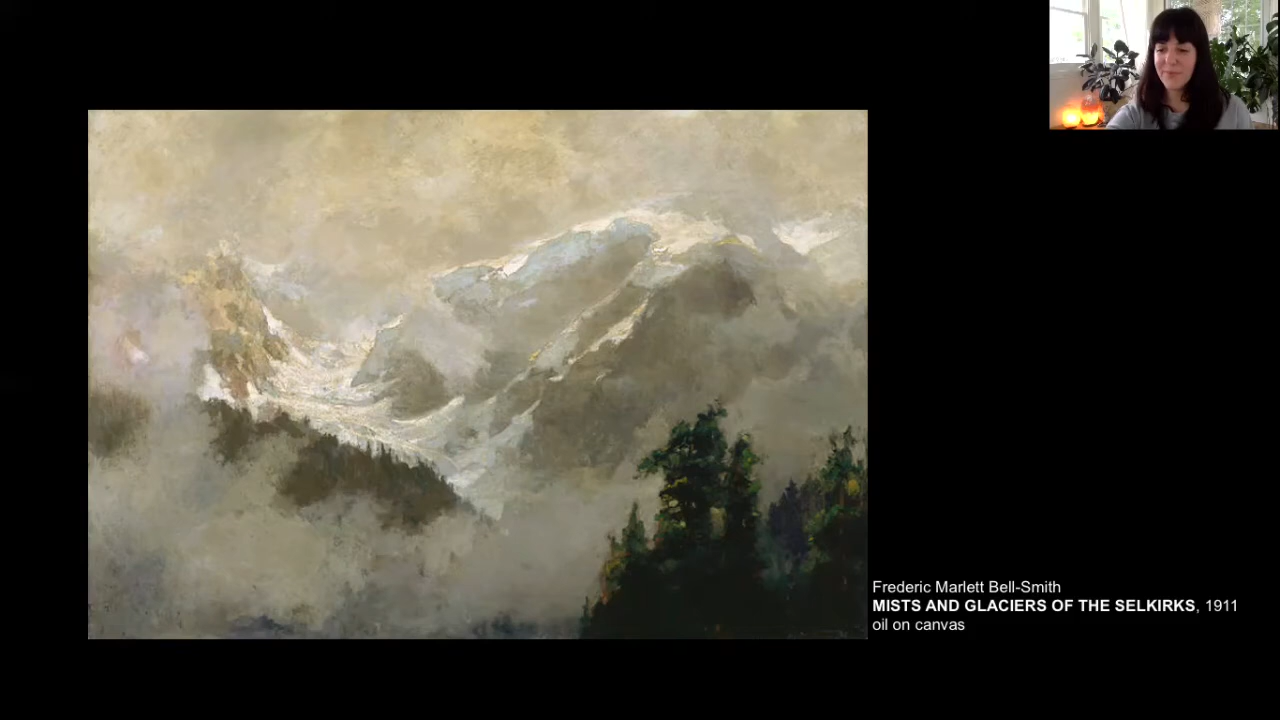 Frederic Marlett Bell-Smith
MISTS AND GLACIERS OF THE SELKIRKS, 1911
oil on canvas